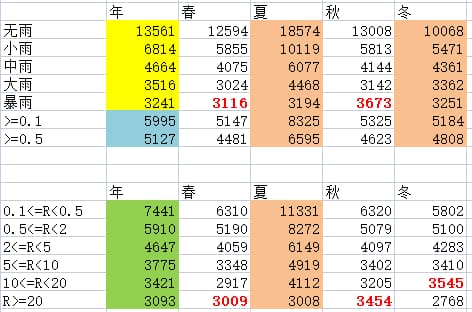 年 春 夏 秋 冬
无雨 13561 12594 18574 13008 10068
小雨 6814 5855 10119 5813 5471
中雨 4664 4075 6077 4144 4361
大雨 3516 3024 4468 3142 3362
暴雨 3241 3116 3194 3673 3251
>=0.1 5995 5147 8325 5325 5184
>=0.5 5127 4481 6595 4623 4808
年 春 夏 秋 冬
0.1<=R<0.5 7441 6310 11331 6320 5802
0.5<=R<2 5910 5190 8272 5079 5100
2<=R<5 4647 4059 6149 4097 4283
5<=R<10 3775 3348 4919 3402 3410
10<=R<20 3421 2917 4112 3205 3545
R>=20 3093 3009 3008 3454 2768